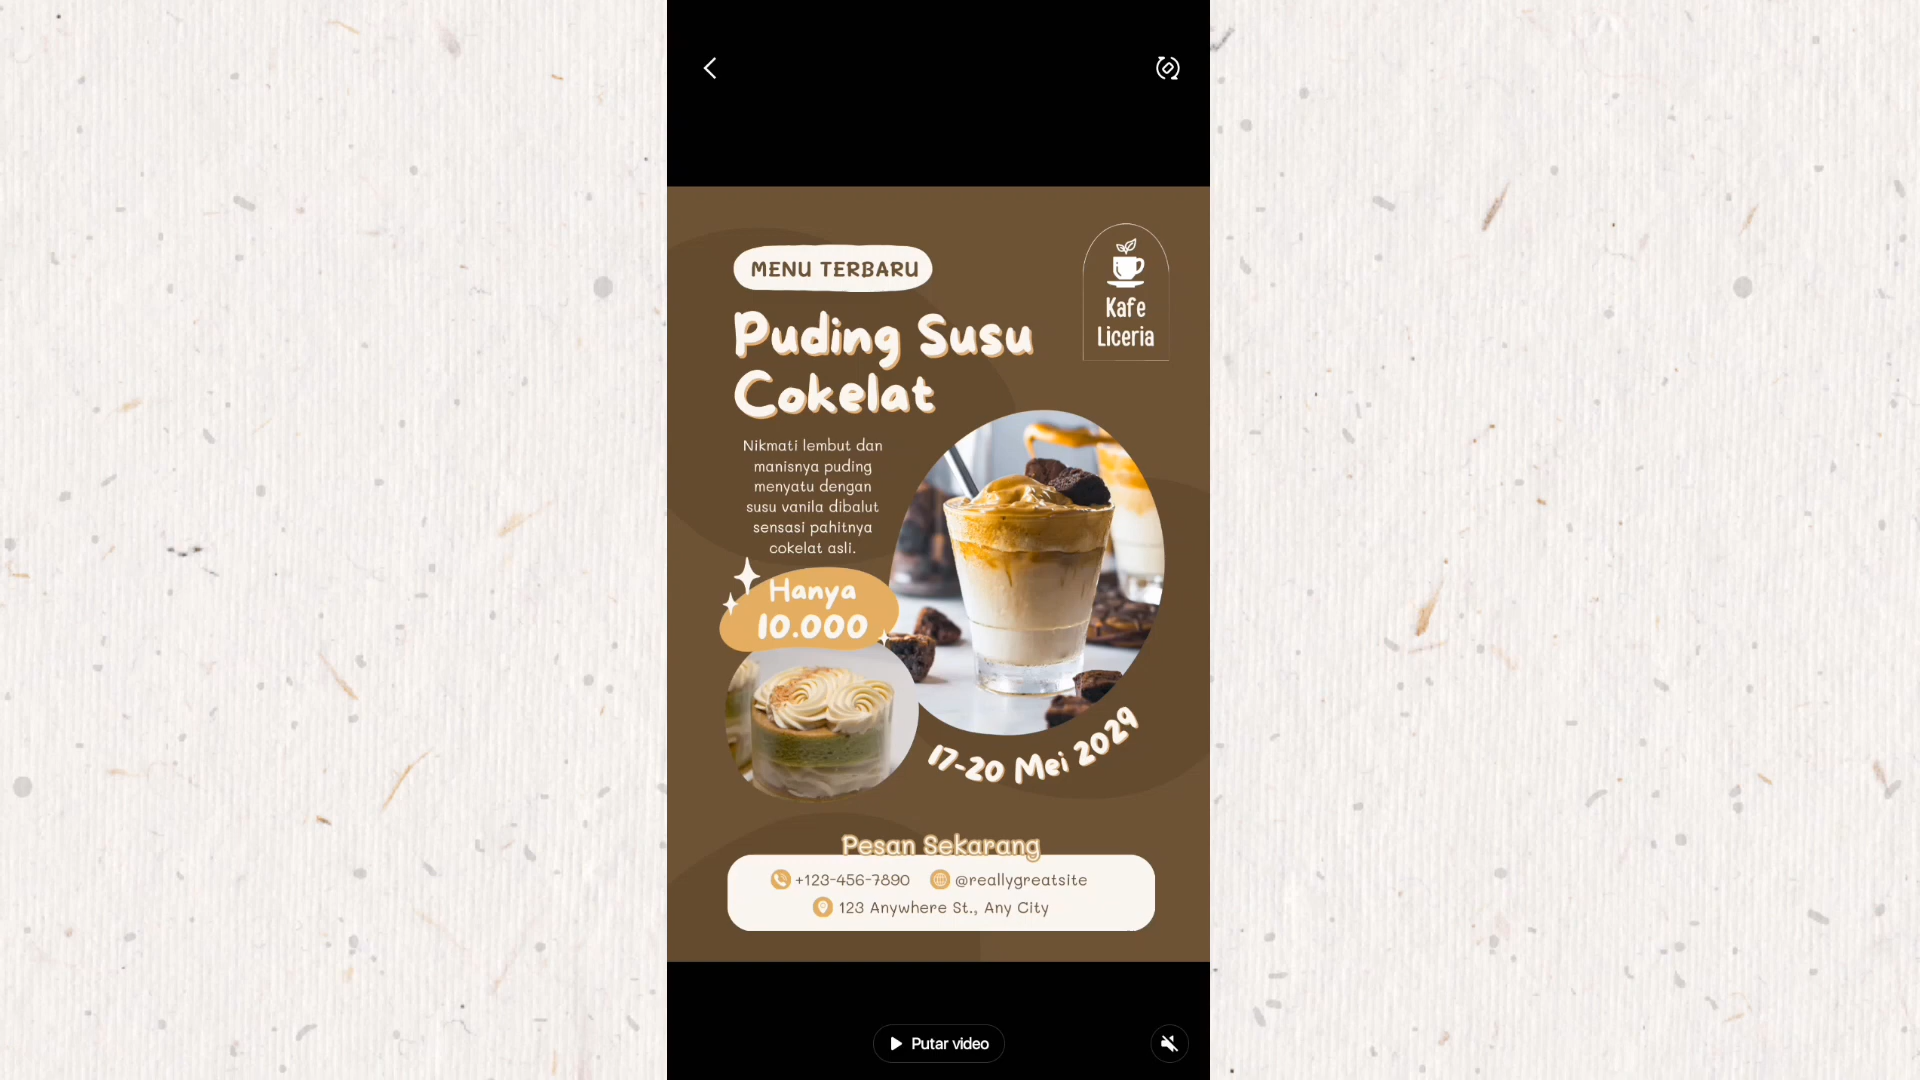 MENU TERBARU
Kafe
Liceria
Puding Susu
Cokelat
Nikmati lembut dan
manisnya puding
menyatu dengan
susu vanila dibalut
sensasi pahitnya
cokelat asli.
Hanya
10.000
17-20 Mei 2029
Pesan Sekarang
+123-456-7890 @reallygreatsite
123 Anywhere St., Any City
Putar video